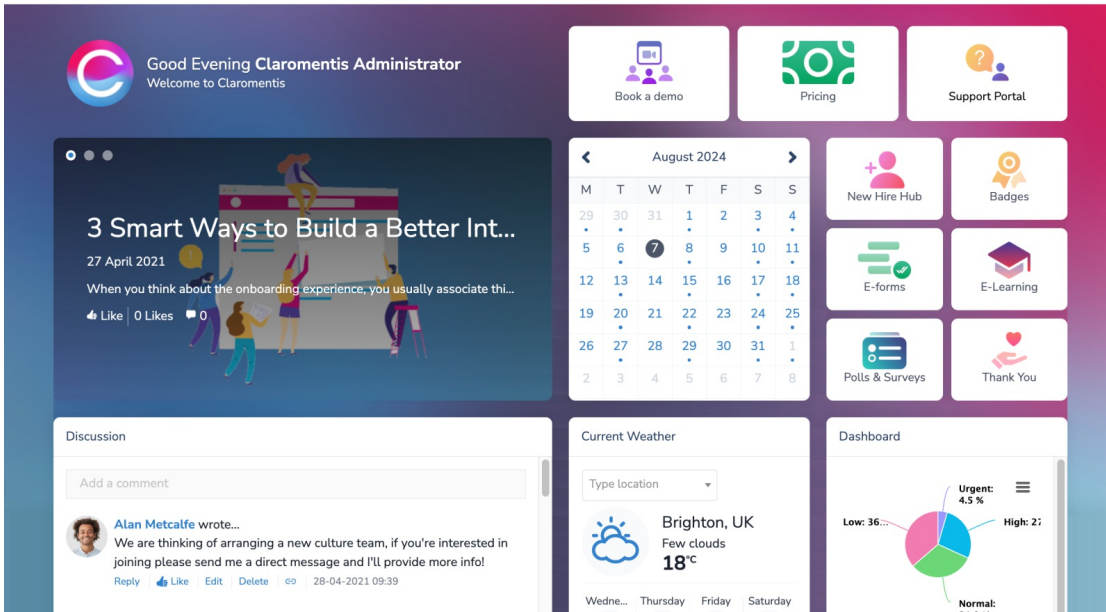 Good Evening Claromentis Administrator
Welcome to Claromentis
Book a demo
Pricing
Support Portal
3 Smart Ways to Build a Better Int...
27 April 2021
When you think about the onboarding experience, you usually associate thi...
Like 0 Likes 0
August 2024
M T W T F S S
29 30 31 1 2 3 4
5 6 7 8 9 10 11
12 13 14 15 16 17 18
19 20 21 22 23 24 25
26 27 28 29 30 31 1
2 3 4 5 6 7 8
New Hire Hub
Badges
E-forms
E-Learning
Polls & Surveys
Thank You
Discussion
Add a comment
Alan Metcalfe wrote...
We are thinking of arranging a new culture team, if you're interested in
joining please send me a direct message and I'll provide more info!
Reply Like Edit Delete 28-04-2021 09:39
Current Weather
Type location
Brighton, UK
Few clouds
18°C
Wedne... Thursday Friday Saturday
Dashboard
Urgent:
4.5 %
Low: 36...
High: 27
Normal: